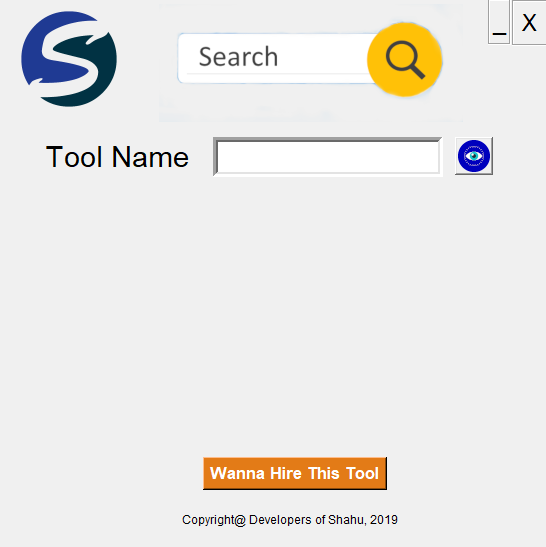 _ X
Search
Tool Name
Wanna Hire This Tool
Copyright@ Developers of Shahu, 2019